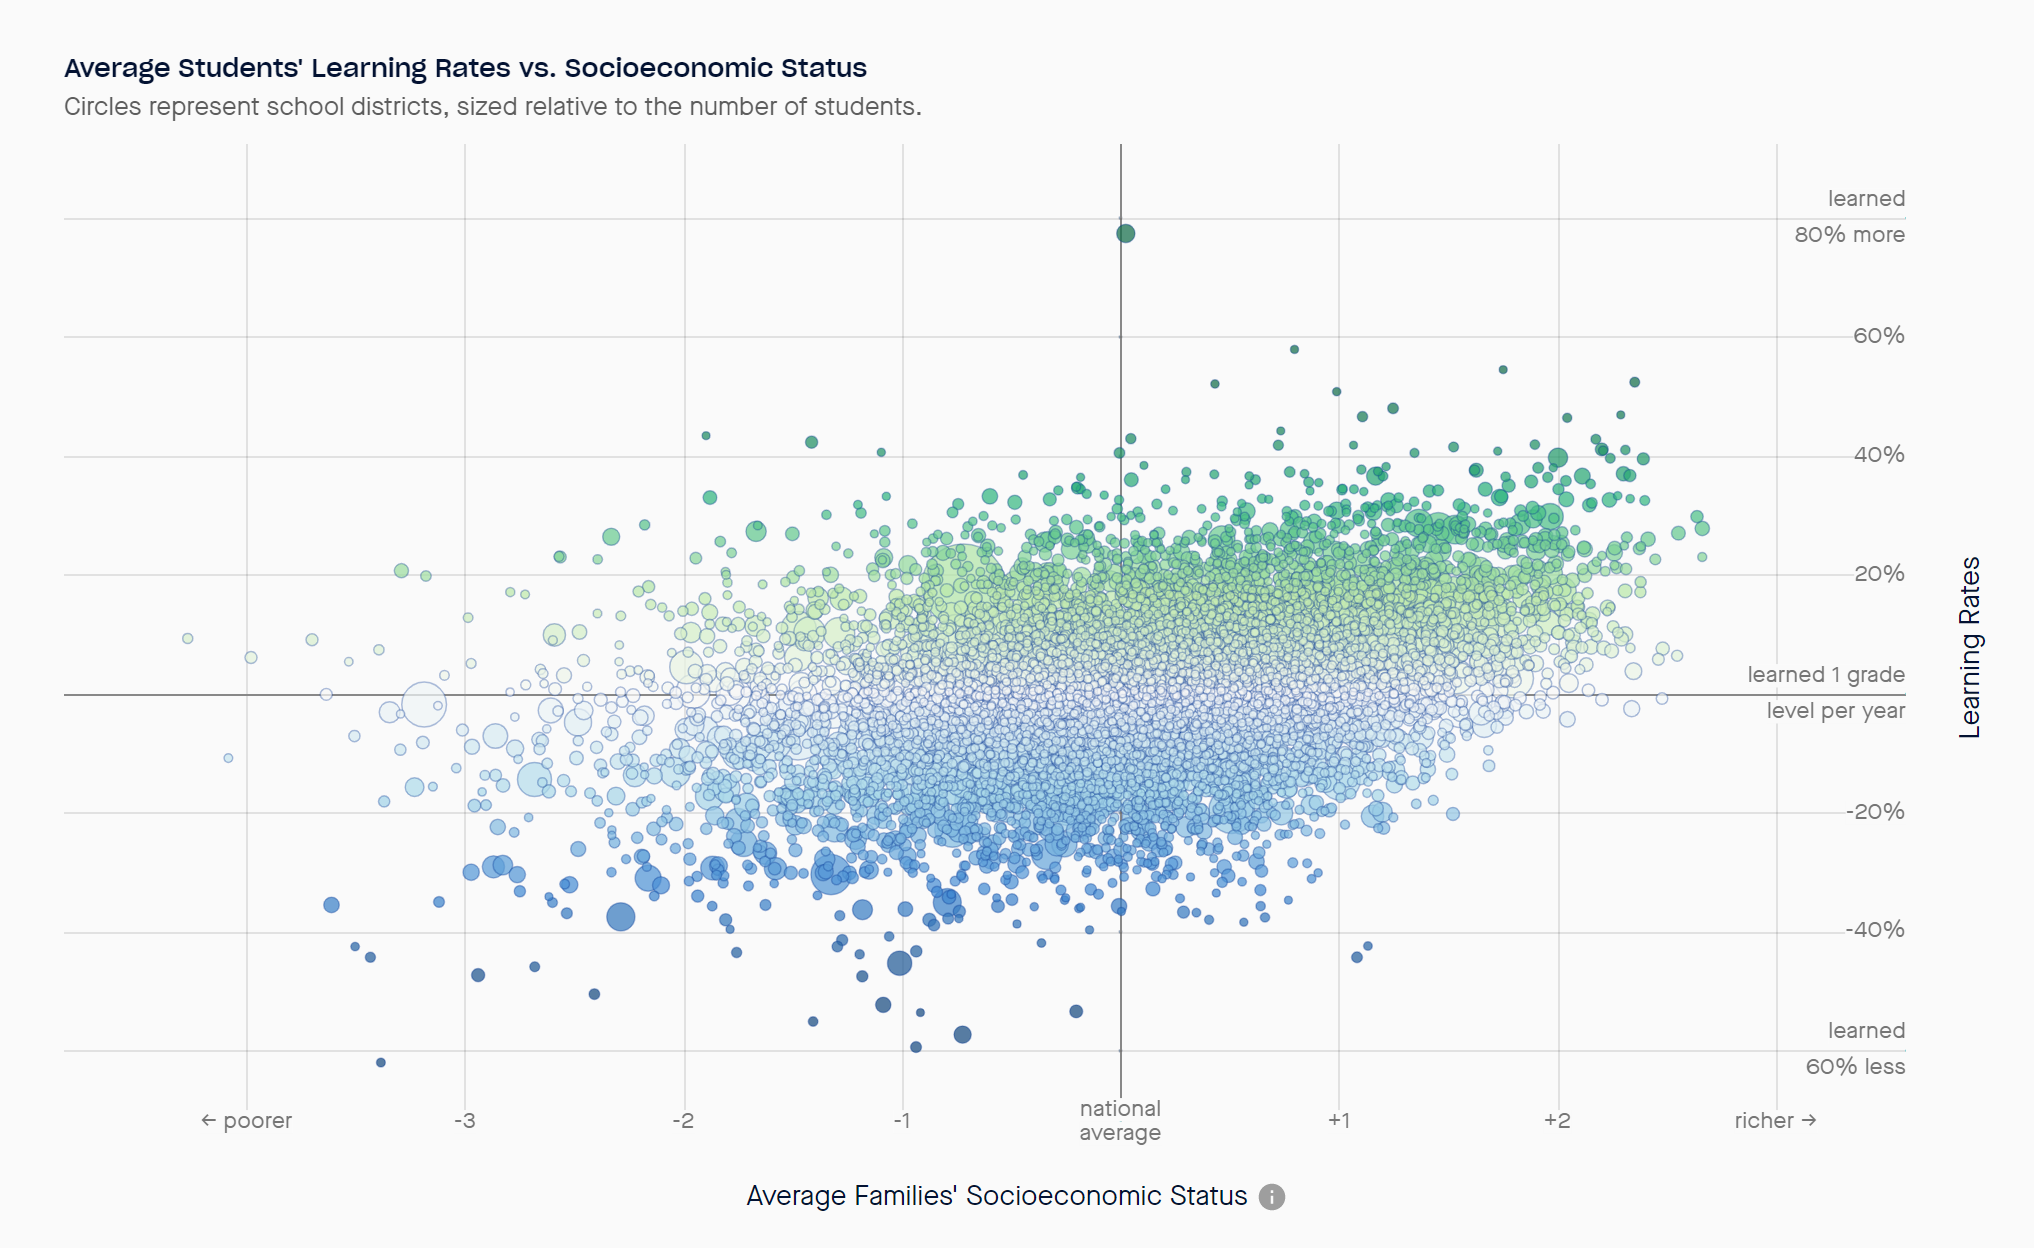 Average Students' Learning Rates vs. Socioeconomic Status
Circles represent school districts, sized relative to the number of students.
learned
80% more
60%
40%
20%
learned 1 grade
level per year
-20%
-40%
learned
60% less
Learning Rates
← poorer
-3
-2
-1
national
average
+1
+2
richer →
Average Families' Socioeconomic Status
i